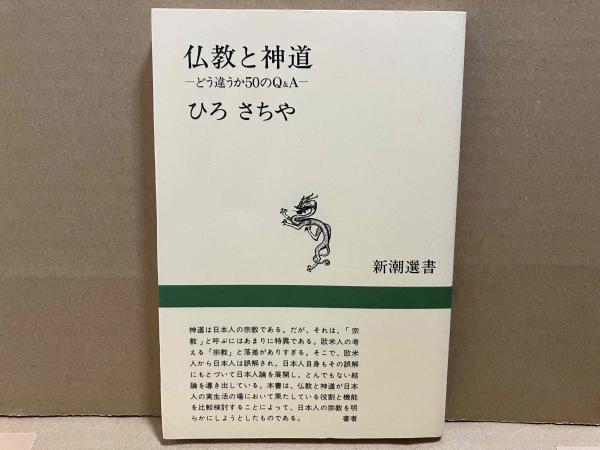 仏教と神道
―どう違うか50のQ&A―
ひろ さちや
新潮選書
神道は日本人の宗教である。だが、それは、「宗
教」と呼ぶにはあまりに特異である。欧米人の考
える「宗教」と落差がありすぎる。そこで、欧米
人から日本人は誤解され、日本人自身もその誤解
にもとづいて日本人論を展開し、とんでもない結
論を導き出している。本書は、仏教と神道が日本
人の実生活の場において果たしている役割と機能
を比較検討することによって、日本人の宗教を明
らかにしようとしたものである。 著者